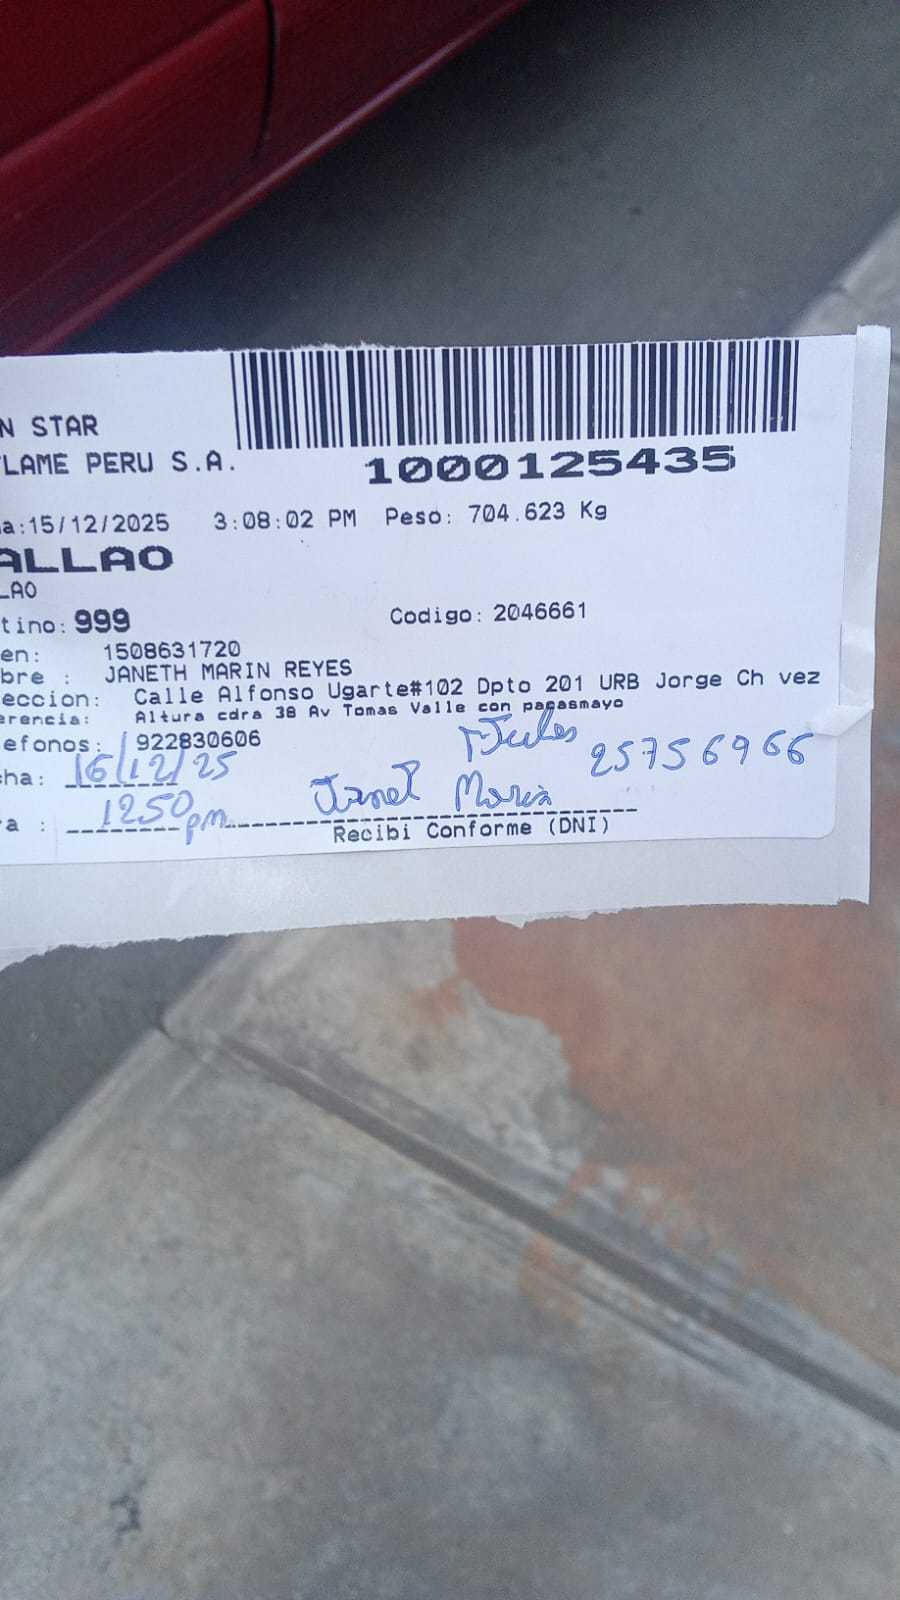 N STAR
FLAME PERU S.A.
1000125435
a:15/12/2025 3:08:02 PM Peso: 704.623 Kg
ALLAO
LAO
tino: 999 Codigo: 2046661
en: 1508631720
bre : JANETH MARIN REYES
eccion: Calle Alfonso Ugarte#102 Dpto 201 URB Jorge Ch vez
erencia: Altura cdra 38 Av Tomas Valle con pacasmayo
efonos: 922830606
cha: 16/12/25 25756966
a : 1250 pm Janet Marin
Recibi Conforme (DNI)